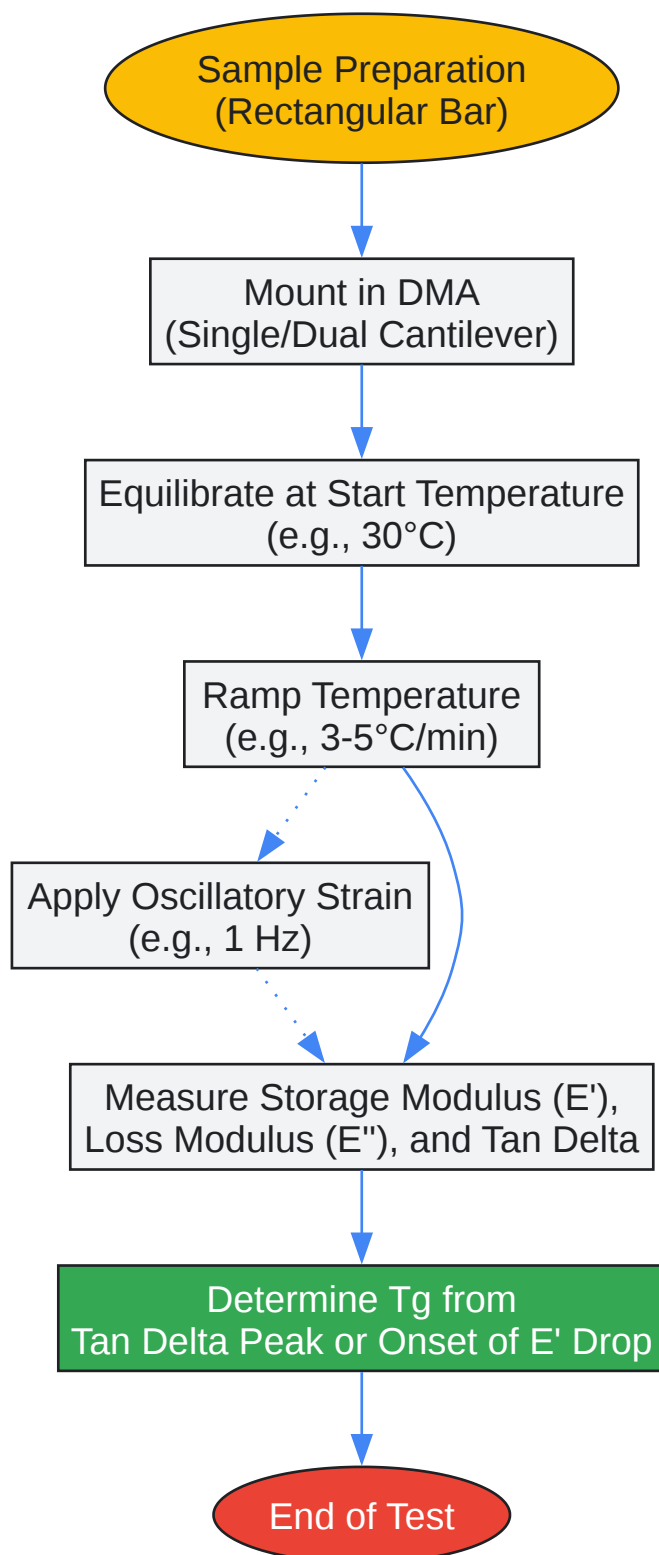 Sample Preparation
(Rectangular Bar)
Mount in DMA
(Single/Dual Cantilever)
Equilibrate at Start Temperature
(e.g., 30°C)
Ramp Temperature
(e.g., 3-5°C/min)
Apply Oscillatory Strain
(e.g., 1 Hz)
Measure Storage Modulus (E'),
Loss Modulus (E''), and Tan Delta
Determine Tg from
Tan Delta Peak or Onset of E' Drop
End of Test